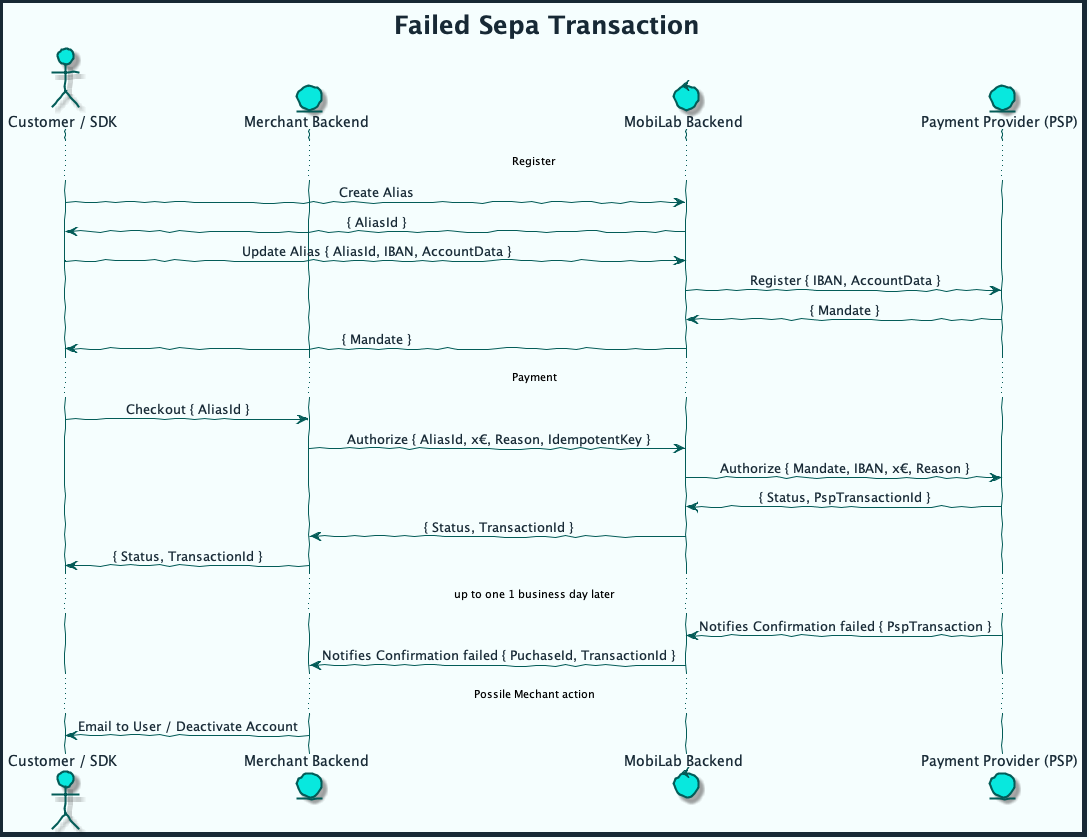 Failed Sepa Transaction
Customer / SDK
Merchant Backend
MobiLab Backend
Payment Provider (PSP)
Register
Create Alias
{ AliasId }
Update Alias { AliasId, IBAN, AccountData }
Register { IBAN, AccountData }
{ Mandate }
{ Mandate }
Payment
Checkout { AliasId }
Authorize { AliasId, x€, Reason, IdempotentKey }
Authorize { Mandate, IBAN, x€, Reason }
{ Status, PspTransactionId }
{ Status, TransactionId }
{ Status, TransactionId }
up to one 1 business day later
Notifies Confirmation failed { PspTransaction }
Notifies Confirmation failed { PuchaseId, TransactionId }
Possile Mechant action
Email to User / Deactivate Account
Customer / SDK
Merchant Backend
MobiLab Backend
Payment Provider (PSP)